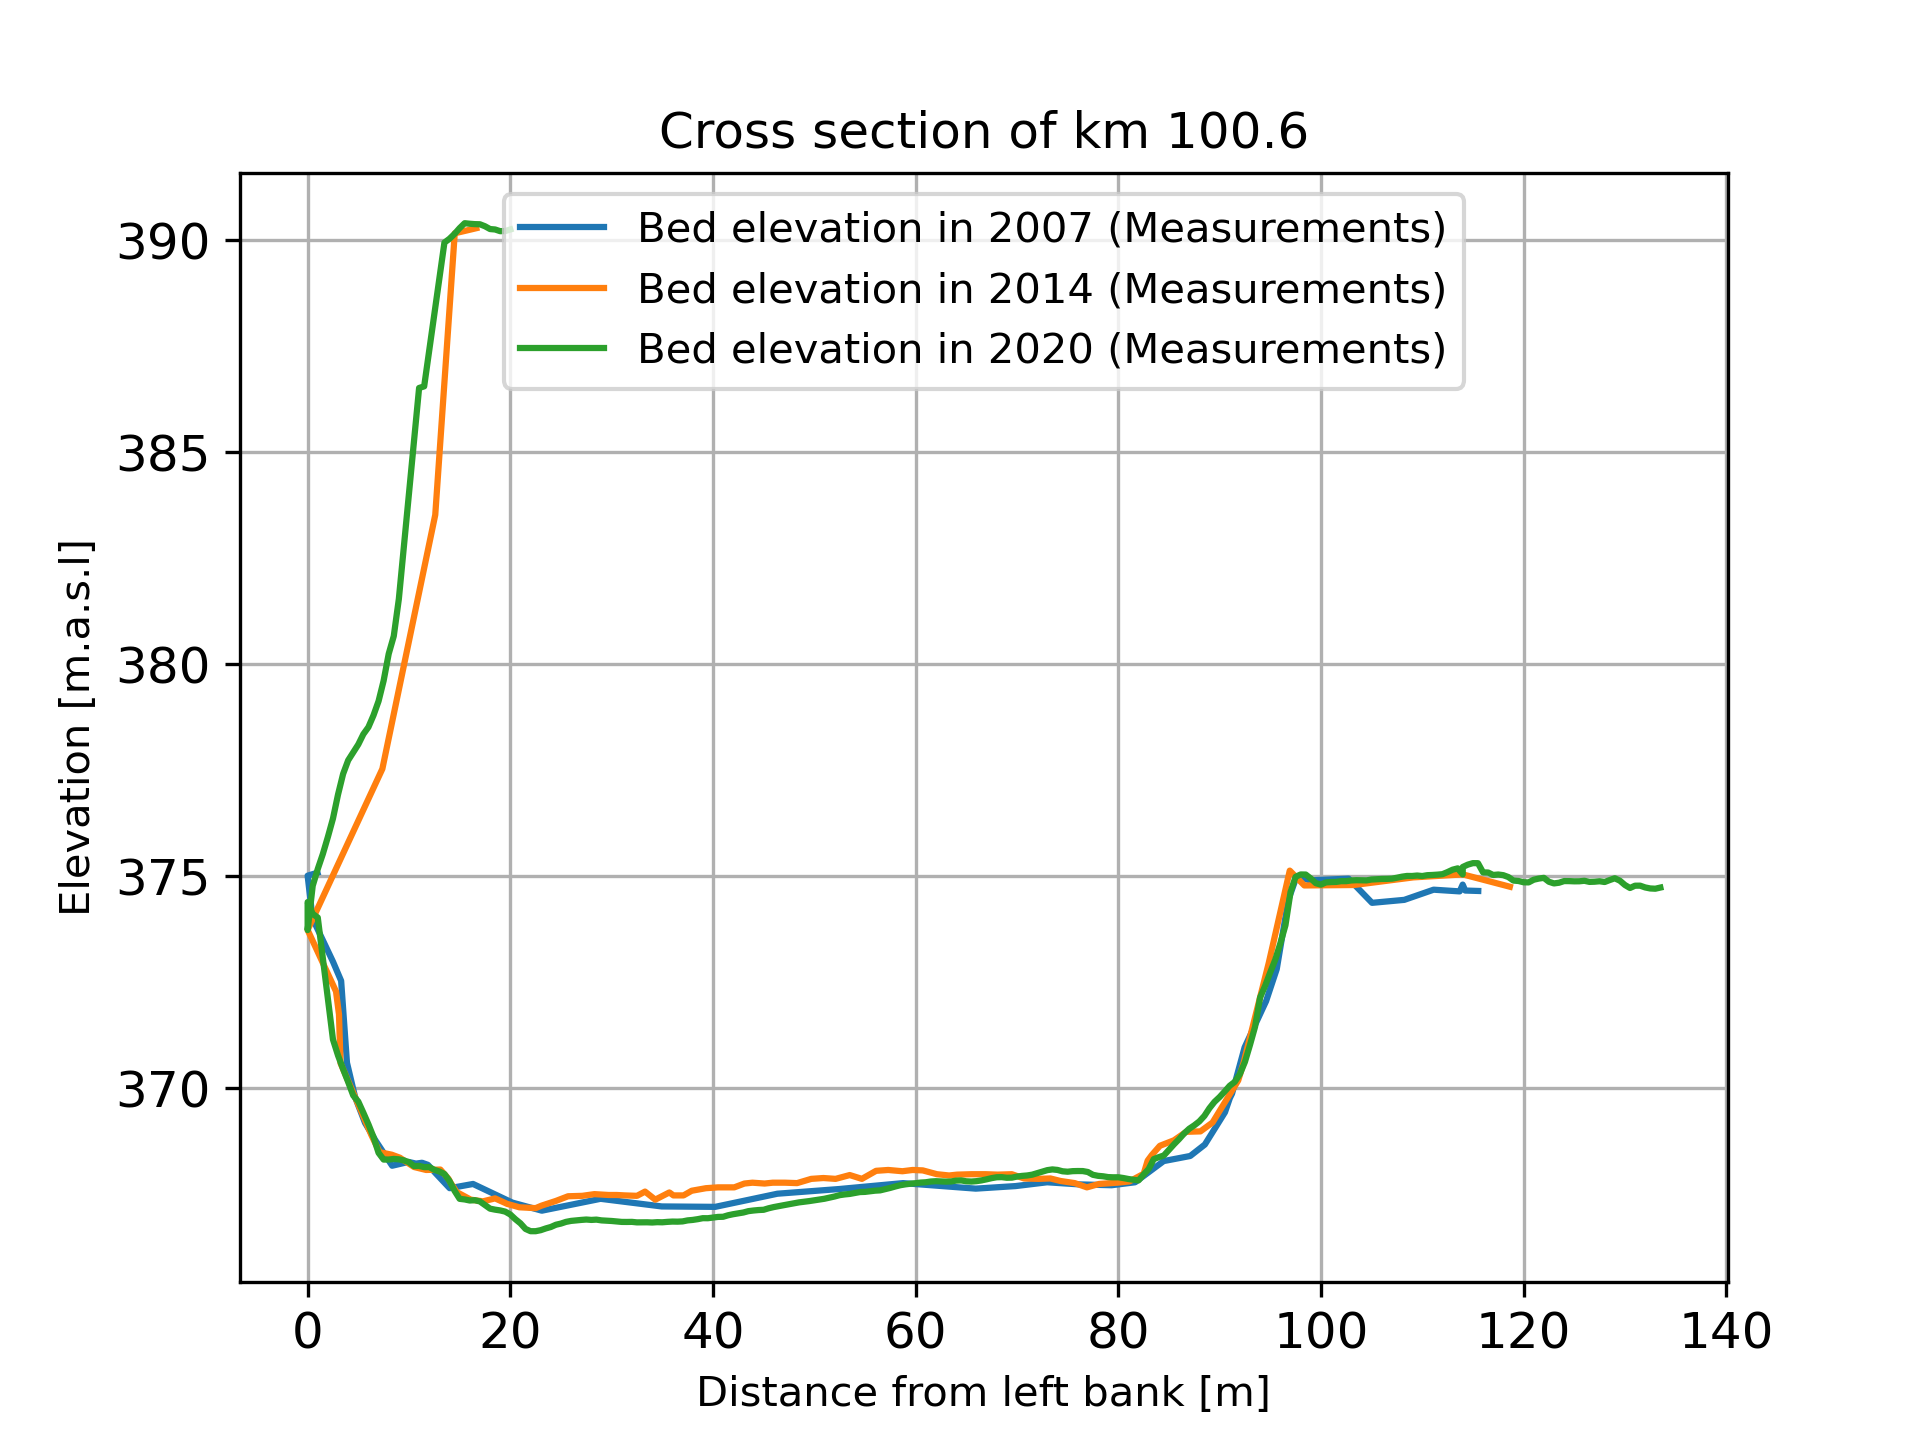 Cross section of km 100.6
Bed elevation in 2007 (Measurements)
Bed elevation in 2014 (Measurements)
Bed elevation in 2020 (Measurements)
390
385
380
375
370
Elevation [m.a.s.l]
0 20 40 60 80 100 120 140
Distance from left bank [m]